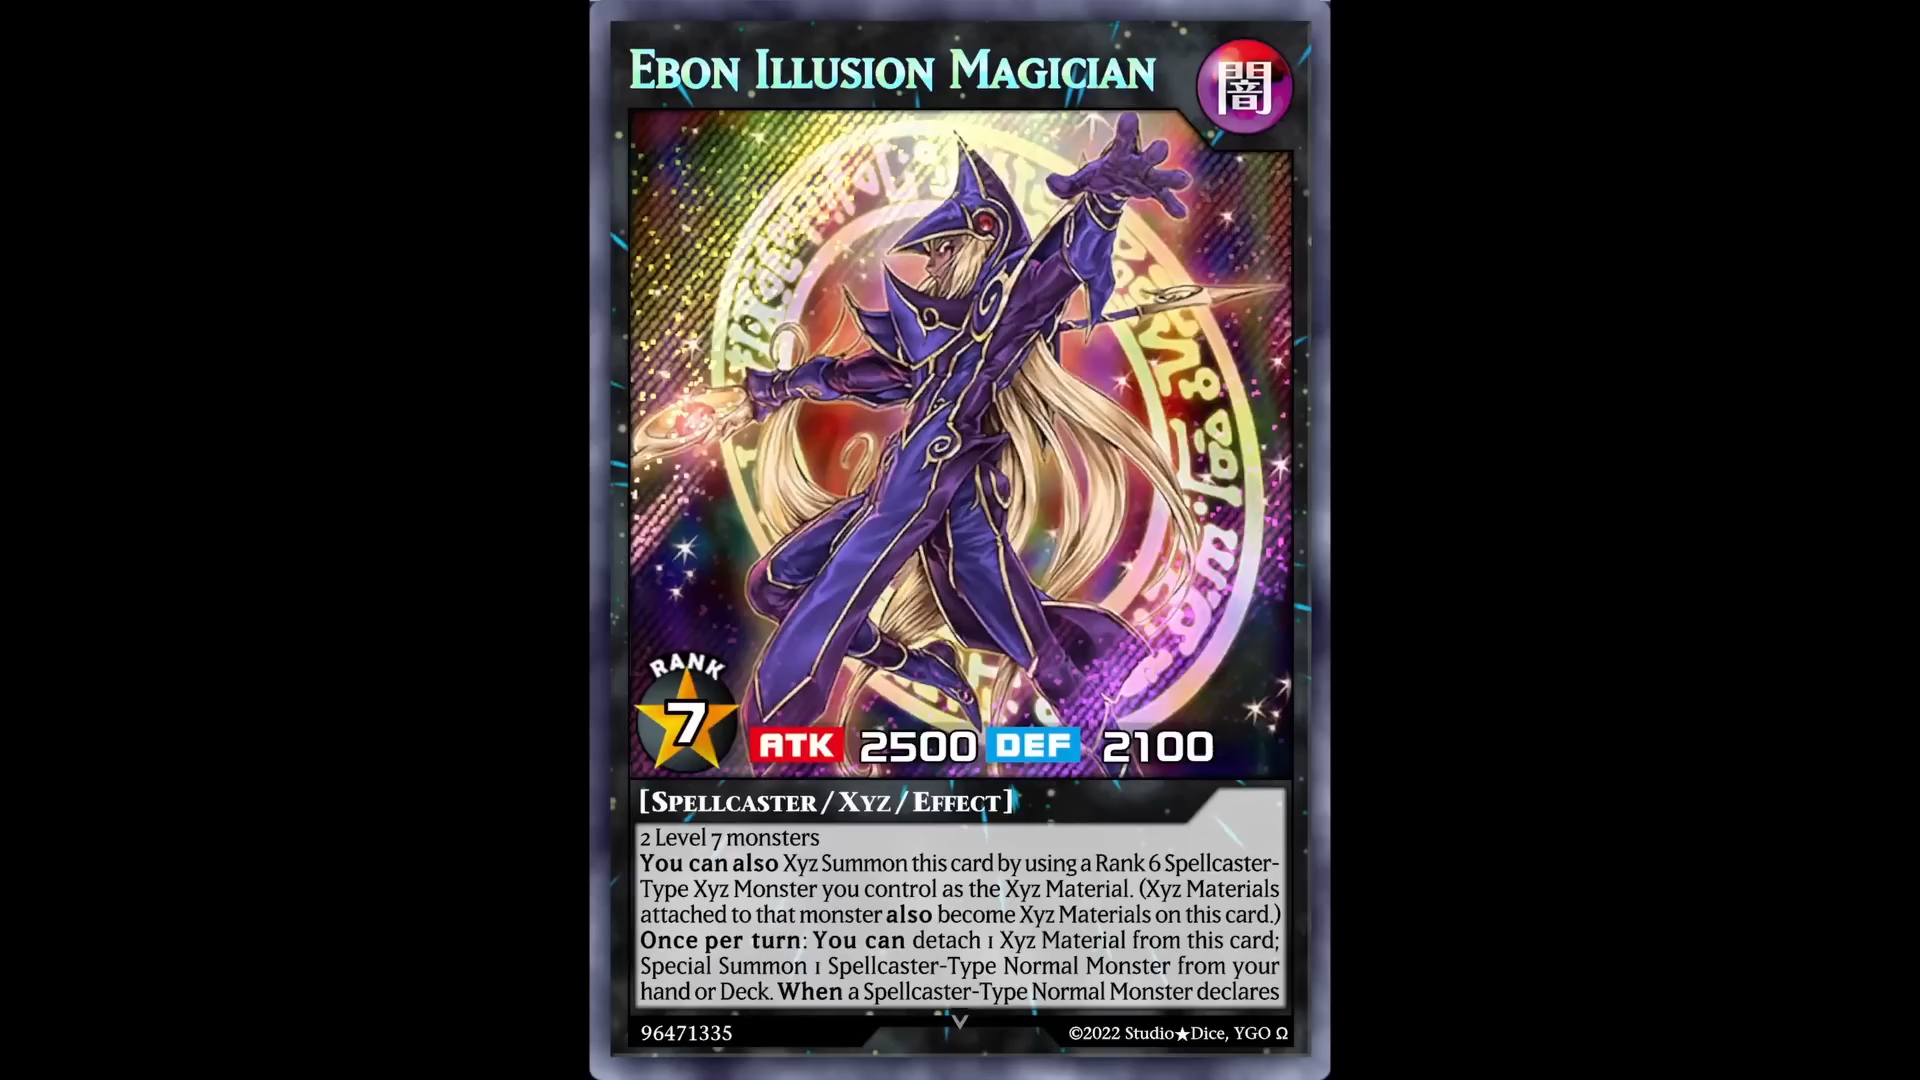 EBON ILLUSION MAGICIAN
闇
RANK
7
ATK 2500 DEF 2100
[SPELLCASTER / XYZ / EFFECT]
2 Level 7 monsters
You can also Xyz Summon this card by using a Rank 6 Spellcaster-
Type Xyz Monster you control as the Xyz Material. (Xyz Materials
attached to that monster also become Xyz Materials on this card.)
Once per turn: You can detach 1 Xyz Material from this card;
Special Summon 1 Spellcaster-Type Normal Monster from your
hand or Deck. When a Spellcaster-Type Normal Monster declares
96471335
©2022 Studio★Dice, YGO Ω